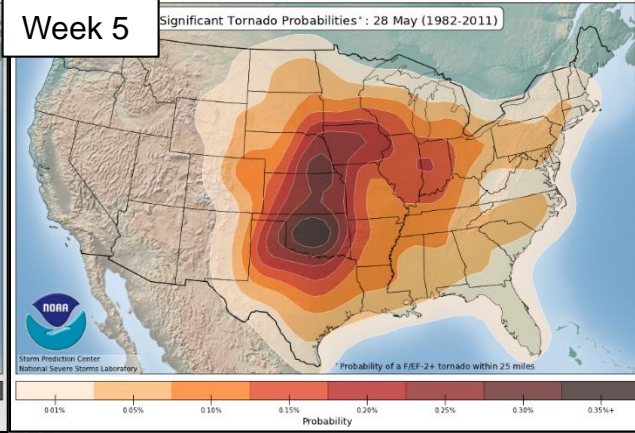 Week 5
Significant Tornado Probabilities*: 28 May (1982-2011)
NOAA
Storm Prediction Center
National Severe Storms Laboratory
*Probability of a F/EF-2+ tornado within 25 miles
0.01% 0.05% 0.10% 0.15% 0.20% 0.25% 0.30% 0.35%+
Probability